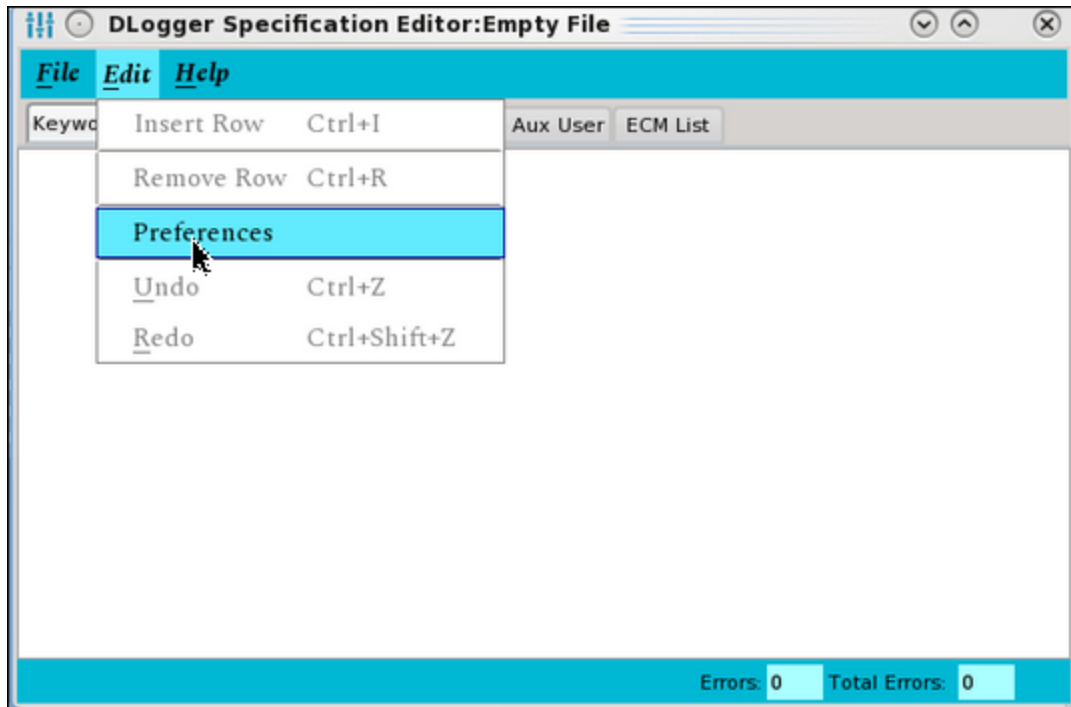 DLogger Specification Editor:Empty File
File Edit Help
Aux User ECM List
Insert Row Ctrl+I
Remove Row Ctrl+R
Preferences
Undo Ctrl+Z
Redo Ctrl+Shift+Z
Errors: 0 Total Errors: 0